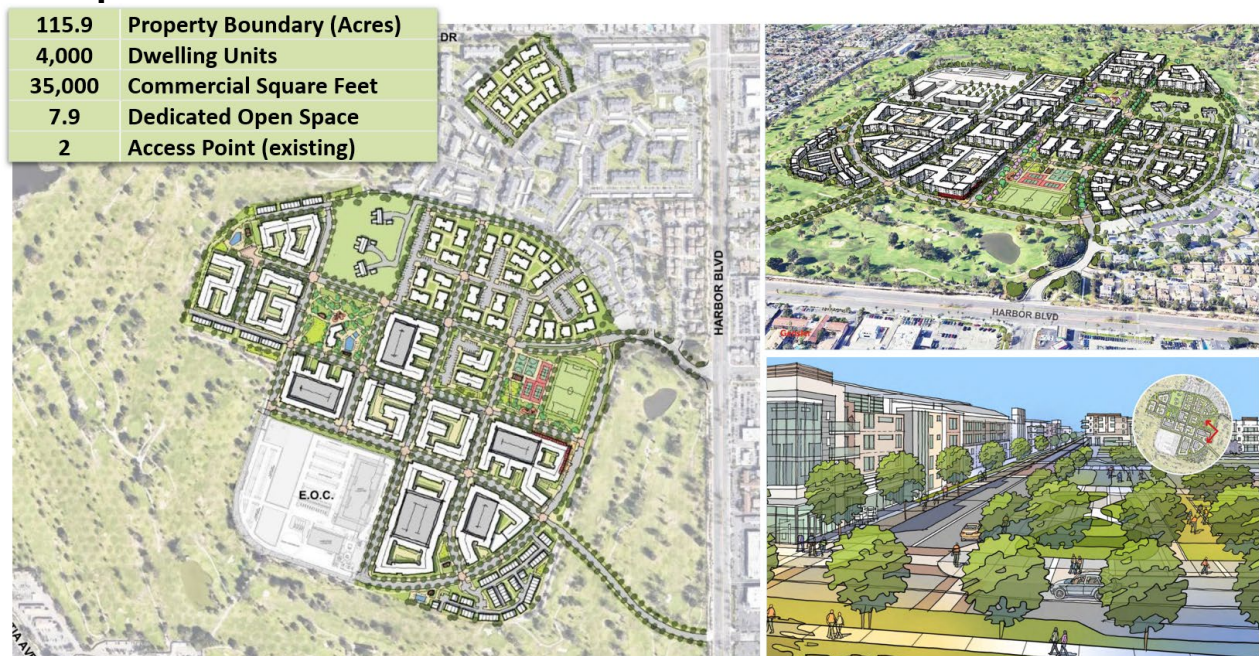 115.9 Property Boundary (Acres)
4,000 Dwelling Units
35,000 Commercial Square Feet
7.9 Dedicated Open Space
2 Access Point (existing)
DR
HARBOR BLVD
E.O.C.
HARBOR BLVD